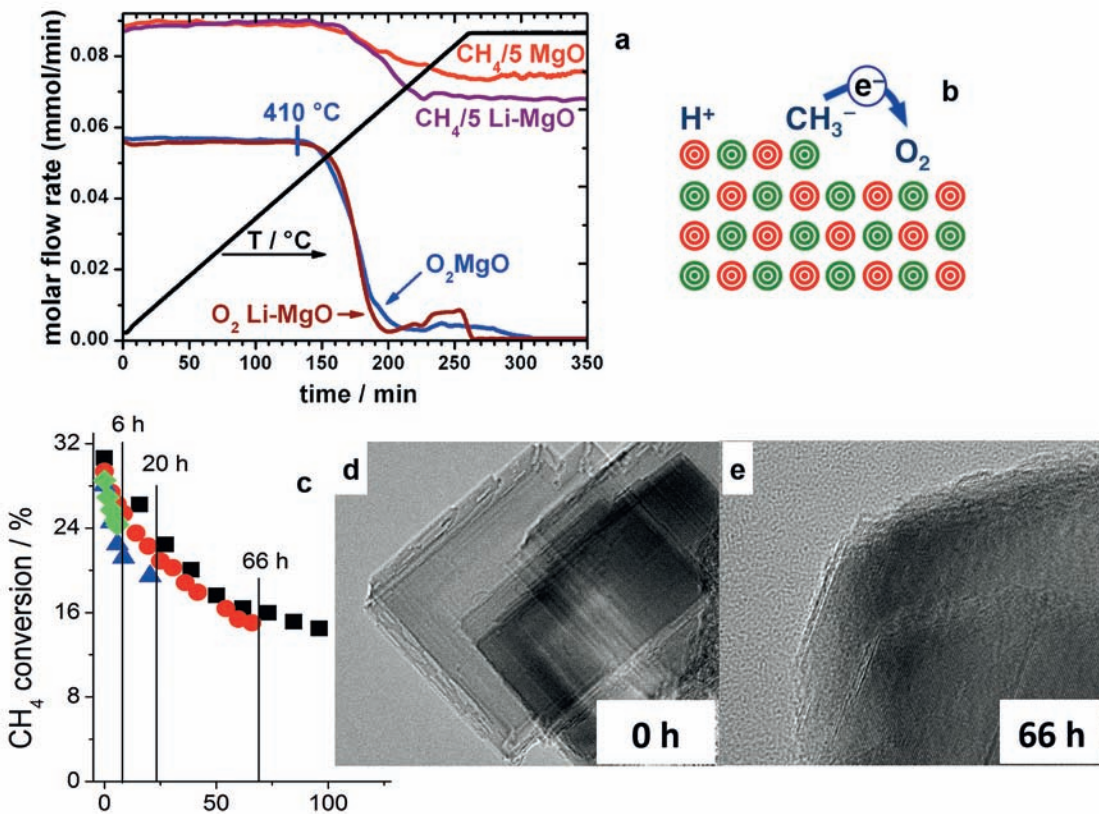 a
0.08
0.06
0.04
0.02
0.00
molar flow rate (mmol/min)
CH₄/5 MgO
CH₄/5 Li-MgO
410 °C
T / °C
O₂MgO
O₂ Li-MgO
0 50 100 150 200 250 300 350
time / min
b
e⁻
H⁺ CH₃⁻
O₂
c
32
24
16
8
0
CH₄ conversion / %
6 h
20 h
66 h
0 50 100
d
0 h
e
66 h